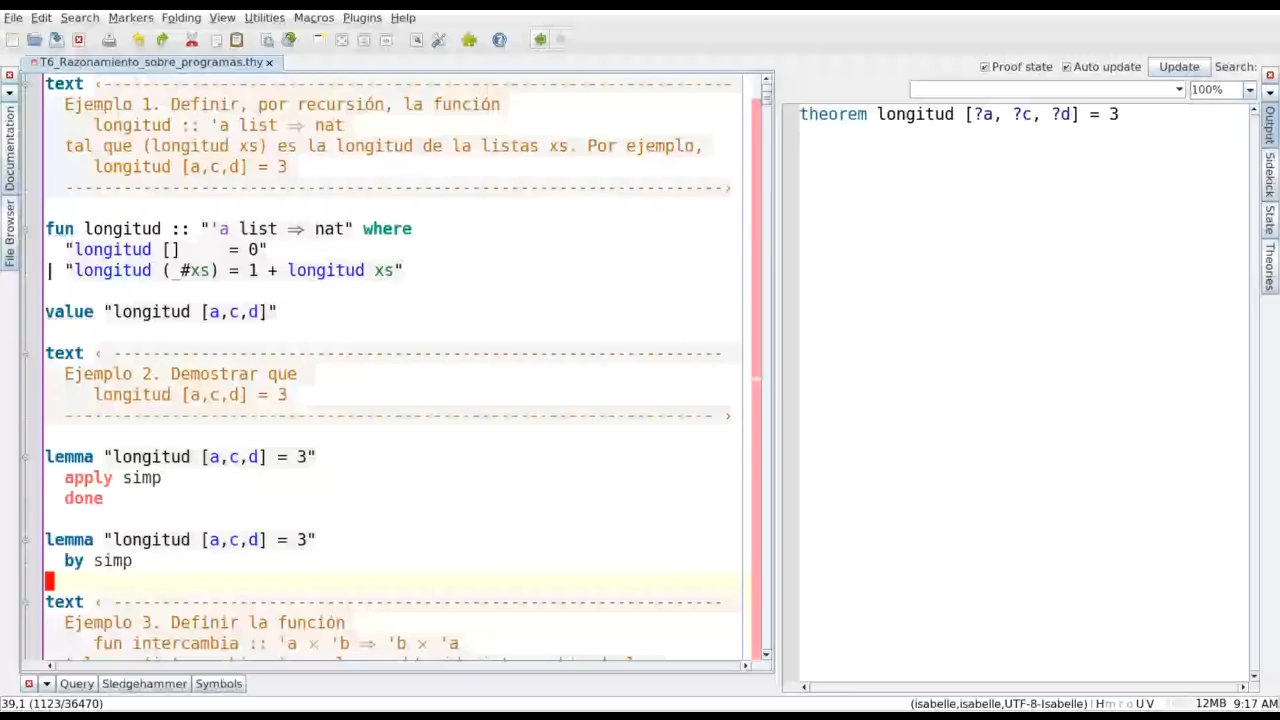 File Edit Search Markers Folding View Utilities Macros Plugins Help
T6_Razonamiento_sobre_programas.thy
Documentation
File Browser
text ‹----------------------------------------------------------------
Ejemplo 1. Definir, por recursión, la función
longitud :: 'a list ⇒ nat
tal que (longitud xs) es la longitud de la listas xs. Por ejemplo,
longitud [a,c,d] = 3
--------------------------------------------------------------------›
fun longitud :: "'a list ⇒ nat" where
"longitud [] = 0"
| "longitud (_#xs) = 1 + longitud xs"
value "longitud [a,c,d]"
text ‹ ---------------------------------------------------------------
Ejemplo 2. Demostrar que
longitud [a,c,d] = 3
------------------------------------------------------------------- ›
lemma "longitud [a,c,d] = 3"
apply simp
done
lemma "longitud [a,c,d] = 3"
by simp
text ‹ ---------------------------------------------------------------
Ejemplo 3. Definir la función
fun intercambia :: 'a × 'b ⇒ 'b × 'a
Proof state Auto update Update Search:
100%
theorem longitud [?a, ?c, ?d] = 3
Output
Sidekick
State
Theories
Query Sledgehammer Symbols
39,1 (1123/36470)
(isabelle,isabelle,UTF-8-Isabelle) | H m r o U V 12MB 9:17 AM